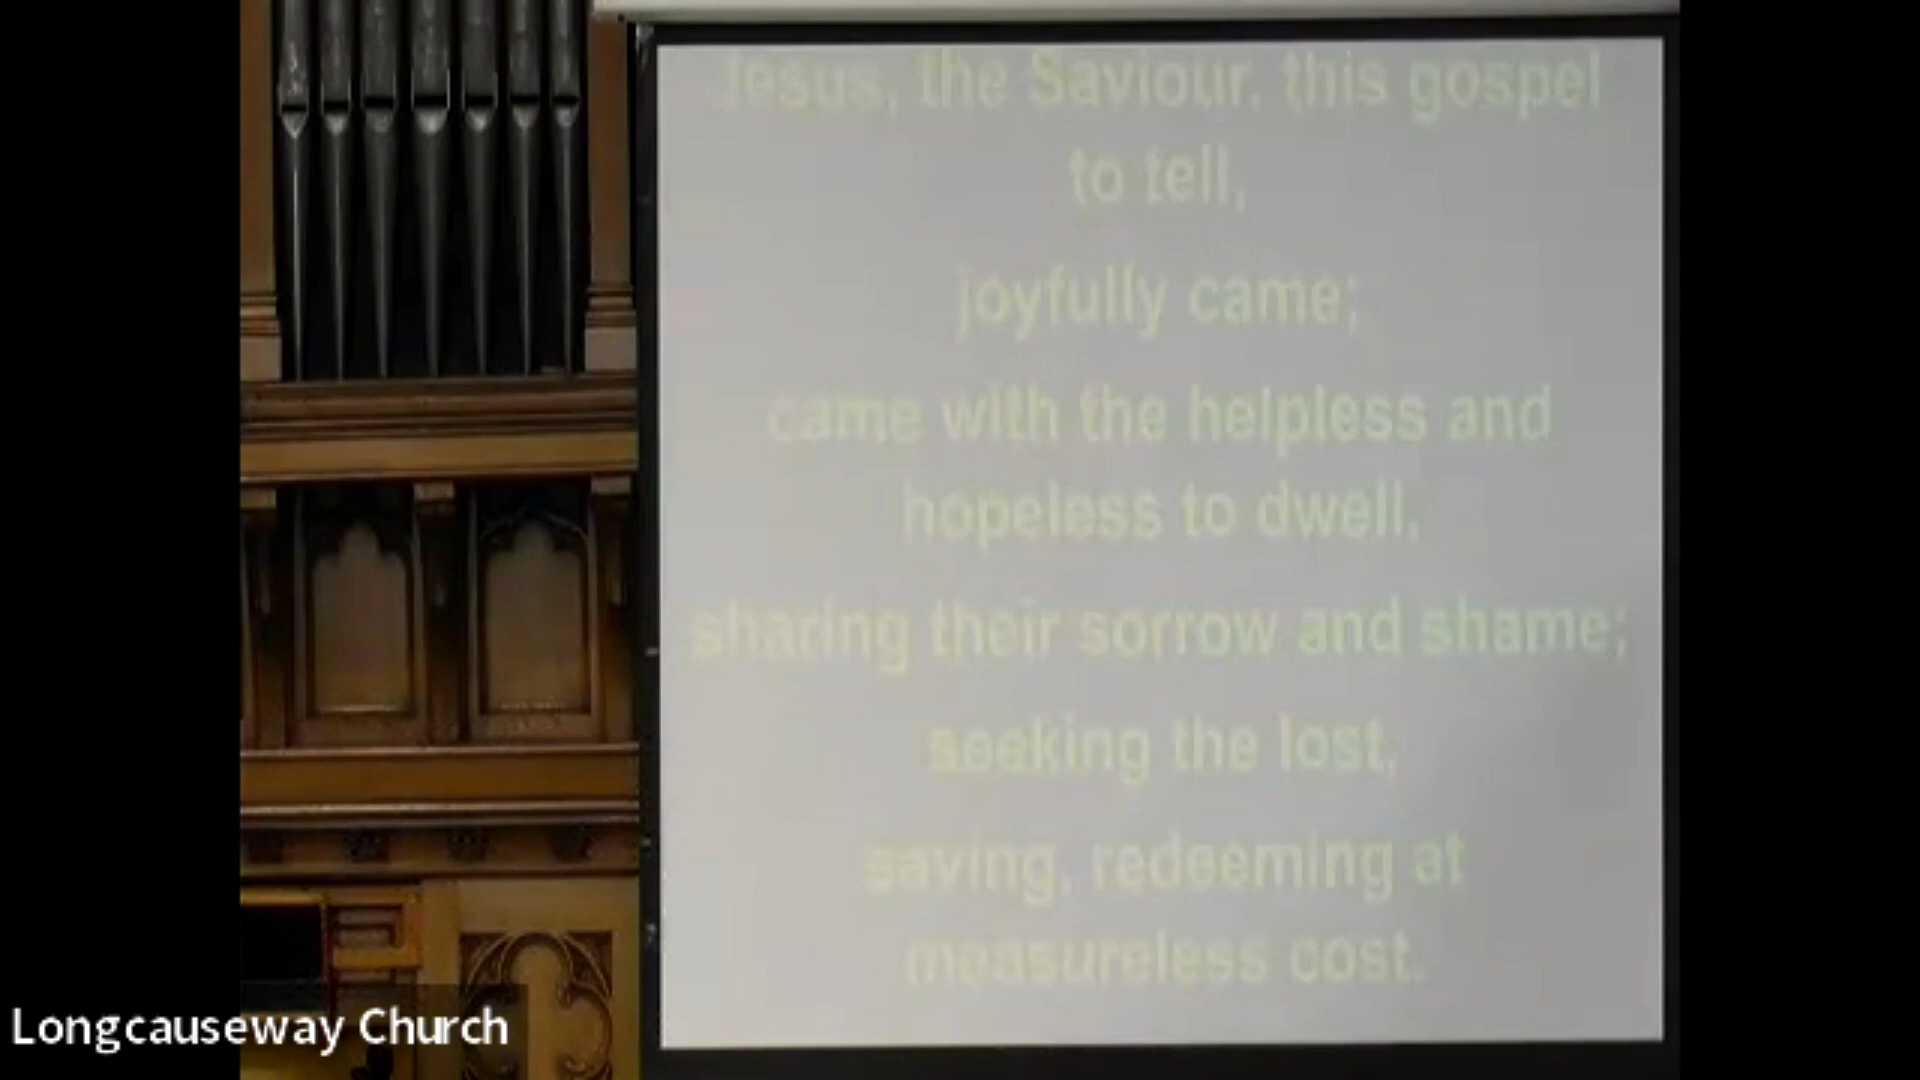 Jesus, the Saviour, this gospel
to tell,
joyfully came;
came with the helpless and
hopeless to dwell,
sharing their sorrow and shame;
seeking the lost,
saving, redeeming at
measureless cost.
Longcauseway Church